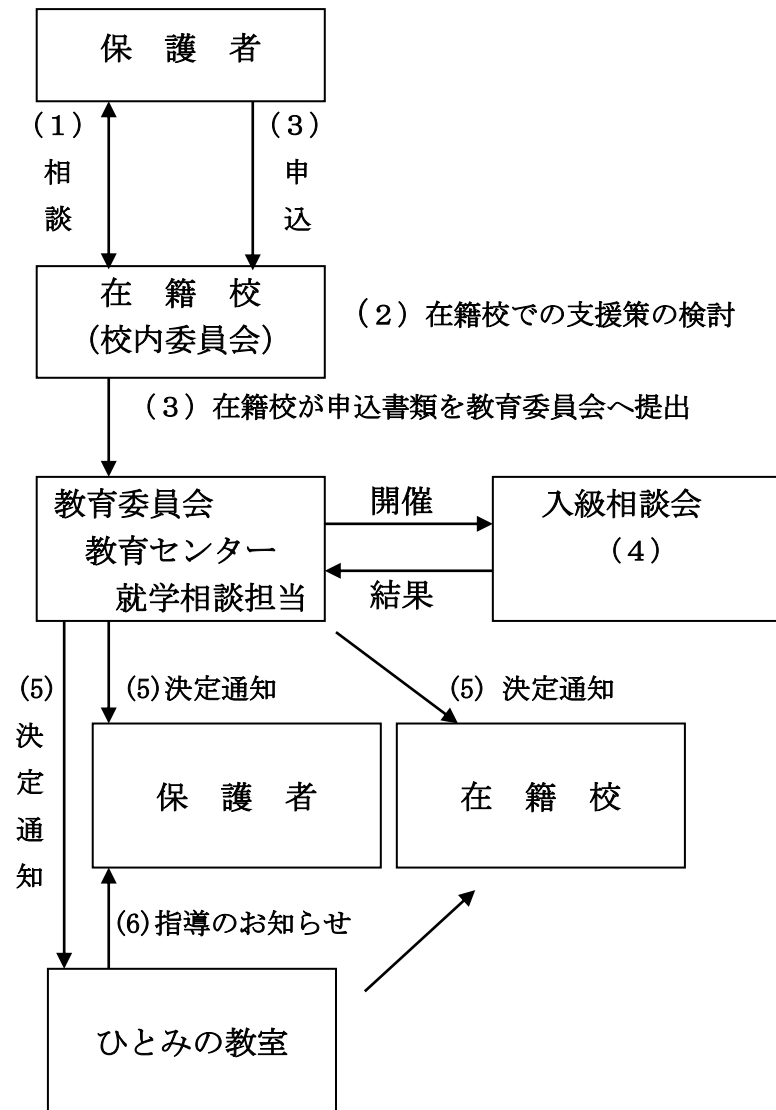 保　護　者
（１）
相
談
（３）
申
込
在　籍　校
(校内委員会)
（２）在籍校での支援策の検討
（３）在籍校が申込書類を教育委員会へ提出
教育委員会
教育センター
就学相談担当
開催
結果
入級相談会
（４）
(5)
決
定
通
知
(5)決定通知
(5) 決定通知
保　護　者
在　籍　校
(6)指導のお知らせ
ひとみの教室